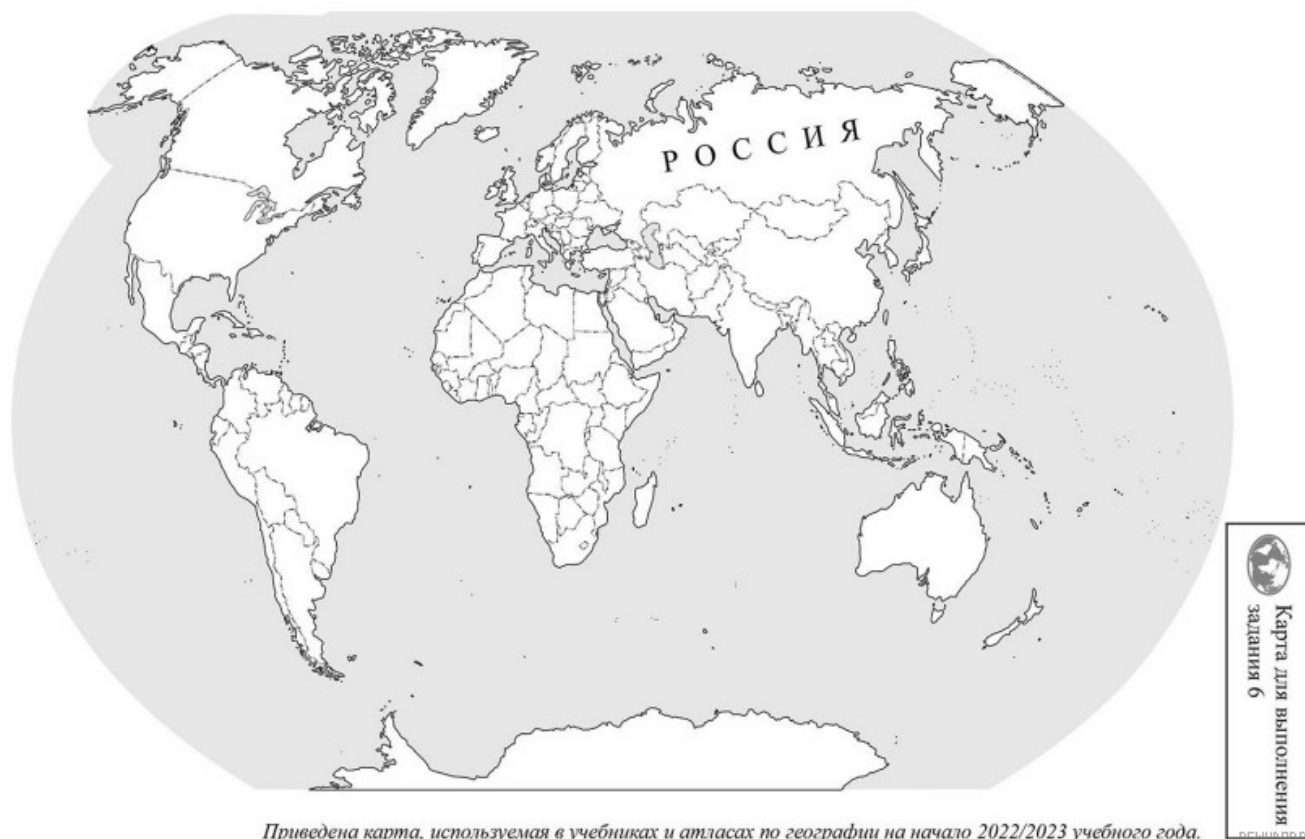 РОССИЯ
Карта для выполнения
задания 6
Приведена карта, используемая в учебниках и атласах по географии на начало 2022/2023 учебного года.